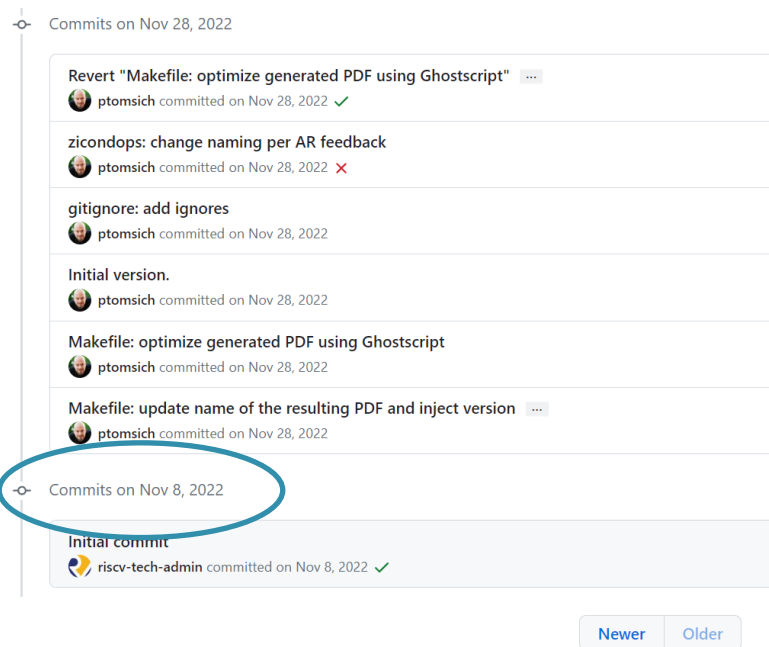 Commits on Nov 28, 2022
Revert "Makefile: optimize generated PDF using Ghostscript" ...
ptomsich committed on Nov 28, 2022
zicondops: change naming per AR feedback
ptomsich committed on Nov 28, 2022
gitignore: add ignores
ptomsich committed on Nov 28, 2022
Initial version.
ptomsich committed on Nov 28, 2022
Makefile: optimize generated PDF using Ghostscript
ptomsich committed on Nov 28, 2022
Makefile: update name of the resulting PDF and inject version ...
ptomsich committed on Nov 28, 2022
Commits on Nov 8, 2022
Initial commit
riscv-tech-admin committed on Nov 8, 2022
Newer Older